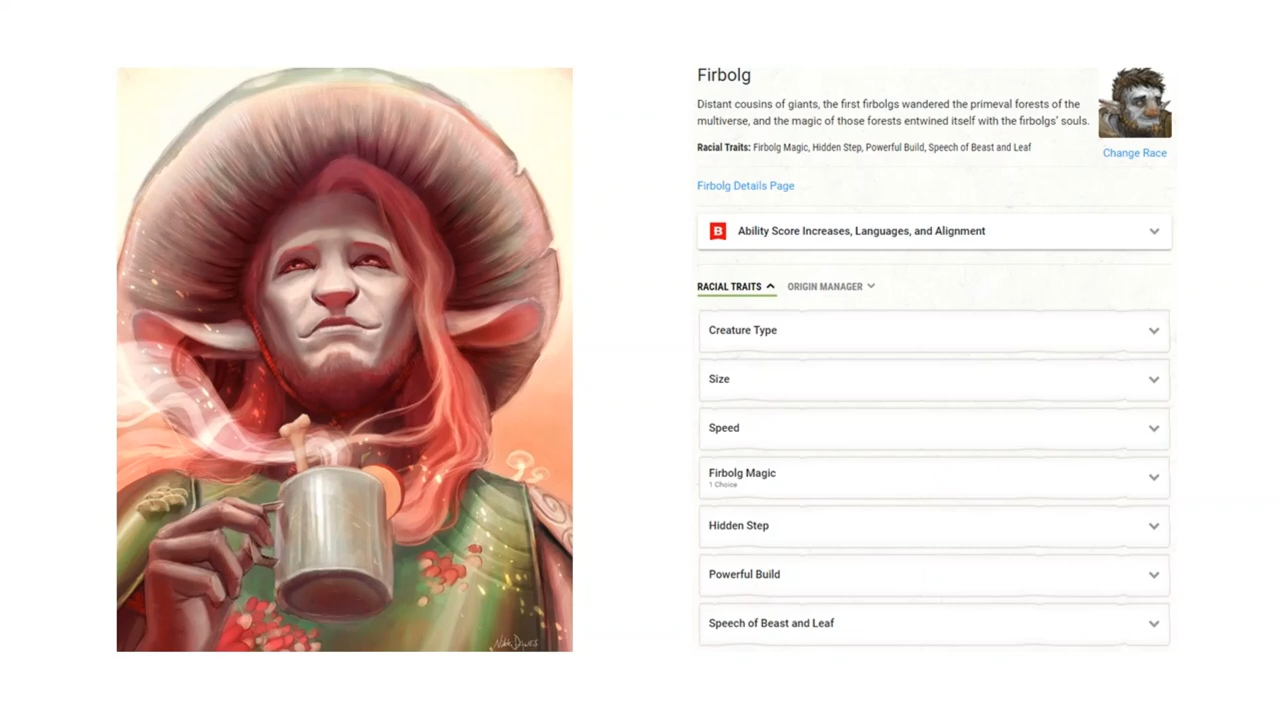 Firbolg
Distant cousins of giants, the first firbolgs wandered the primeval forests of the
multiverse, and the magic of those forests entwined itself with the firbolgs' souls.
Racial Traits: Firbolg Magic, Hidden Step, Powerful Build, Speech of Beast and Leaf
Change Race
Firbolg Details Page
B Ability Score Increases, Languages, and Alignment
RACIAL TRAITS ORIGIN MANAGER
Creature Type
Size
Speed
Firbolg Magic
1 Choice
Hidden Step
Powerful Build
Speech of Beast and Leaf